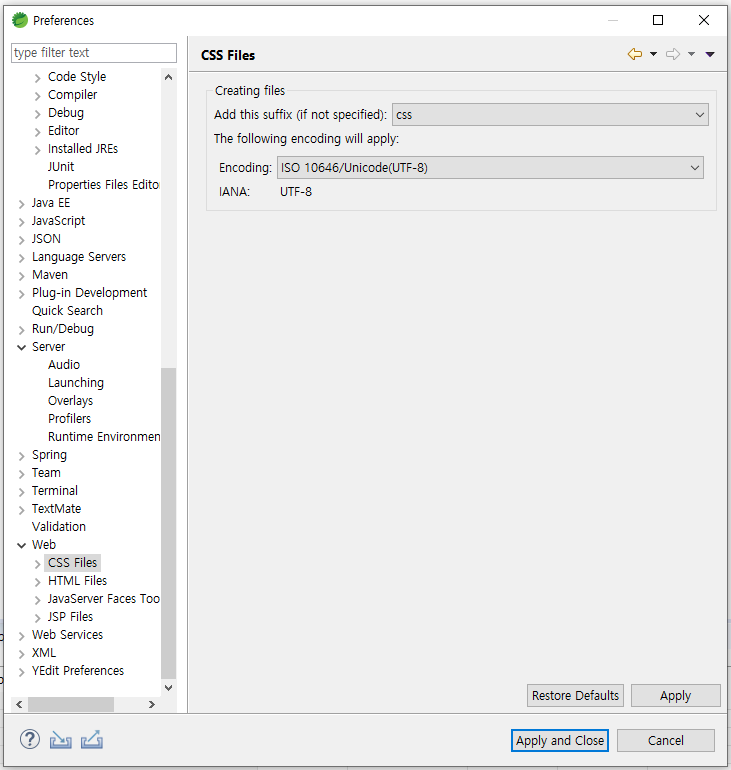 Preferences
type filter text
Code Style
Compiler
Debug
Editor
Installed JREs
JUnit
Properties Files Edito
Java EE
JavaScript
JSON
Language Servers
Maven
Plug-in Development
Quick Search
Run/Debug
Server
Audio
Launching
Overlays
Profilers
Runtime Environmen
Spring
Team
Terminal
TextMate
Validation
Web
CSS Files
HTML Files
JavaServer Faces Too
JSP Files
Web Services
XML
YEdit Preferences
CSS Files
Creating files
Add this suffix (if not specified): css
The following encoding will apply:
Encoding: ISO 10646/Unicode(UTF-8)
IANA: UTF-8
Restore Defaults Apply
? Apply and Close Cancel